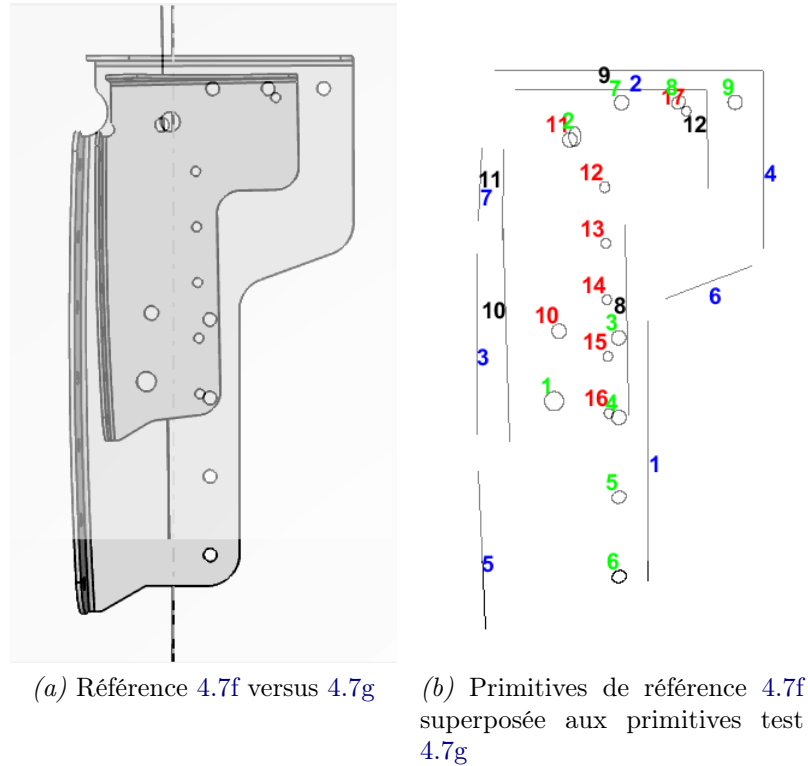 9
7 2 8 17 9
11 2 12
12 4
11
7
13
14 6
10 10 3 8
15
3
1 16 4
1
5
5 6
(a) Référence 4.7f versus 4.7g
(b) Primitives de référence 4.7f
superposée aux primitives test
4.7g